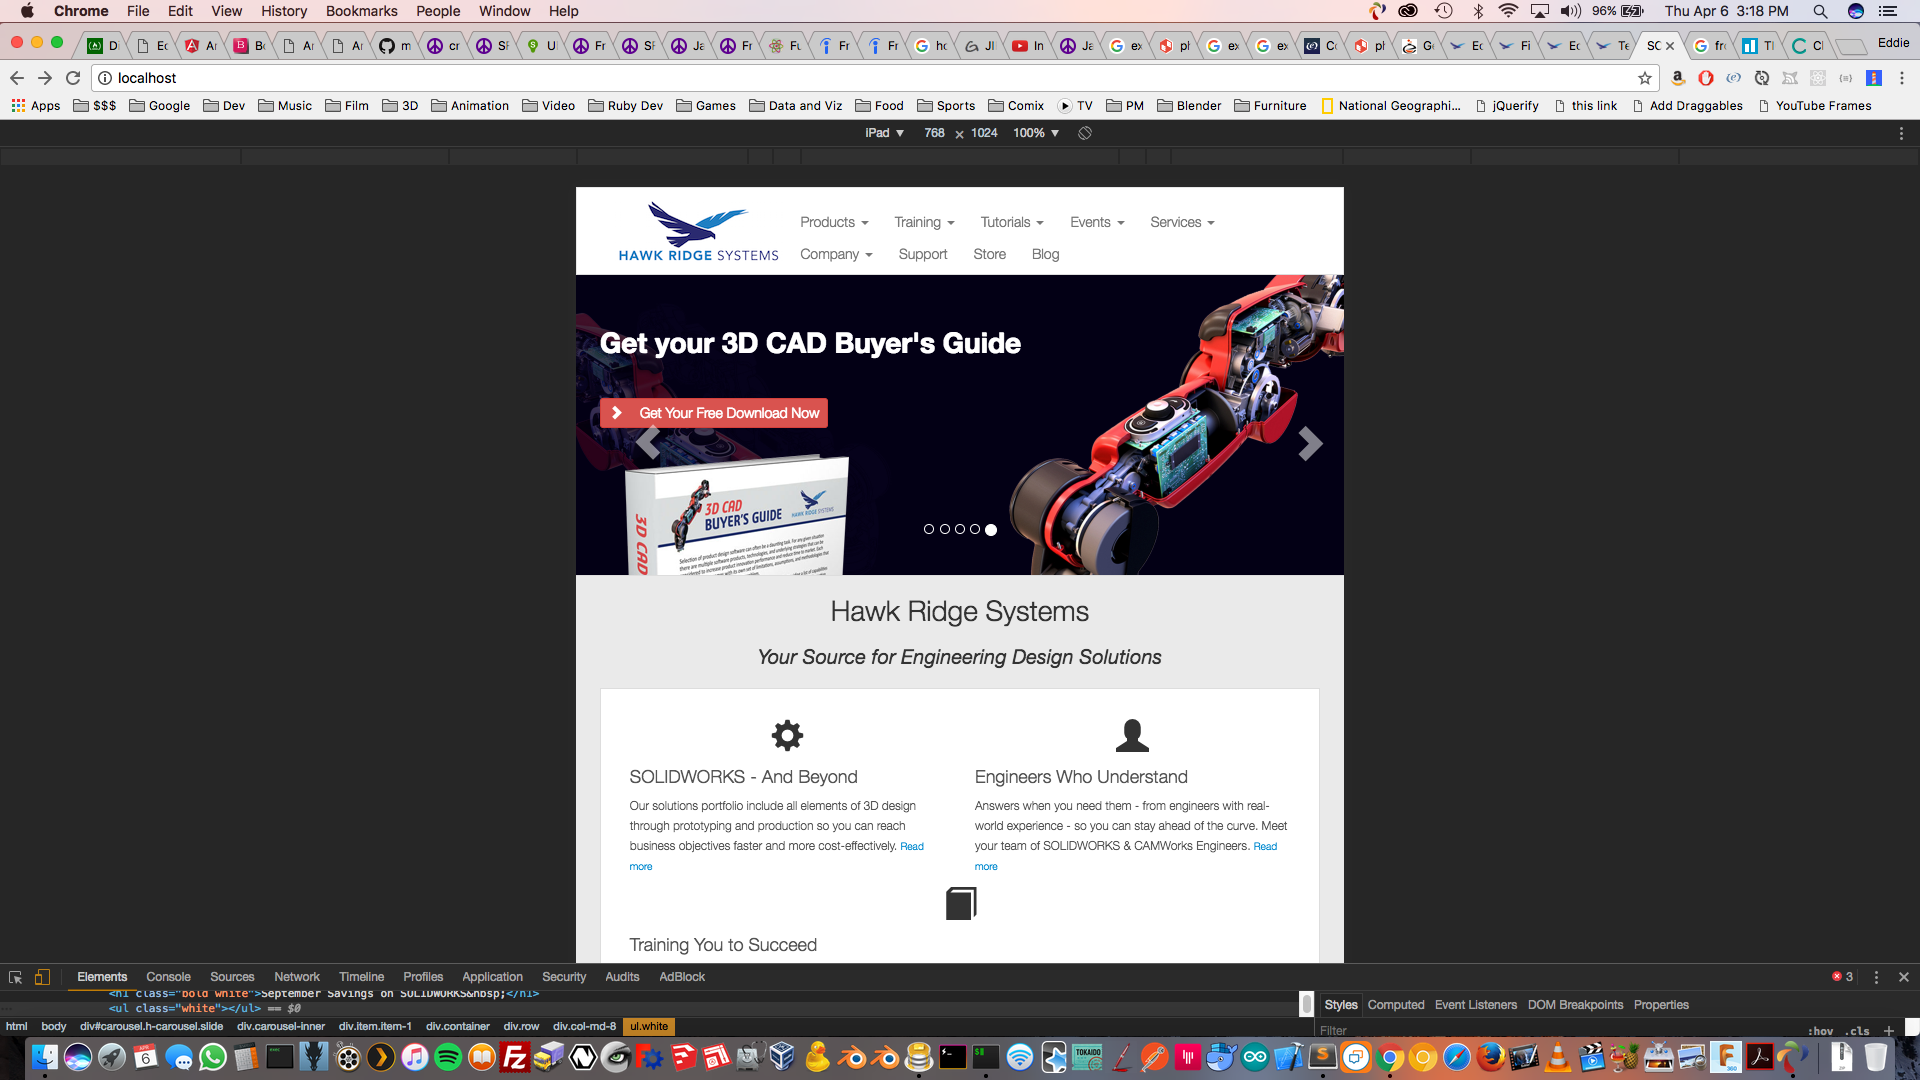 Chrome File Edit View History Bookmarks People Window Help 96% Thu Apr 6 3:18 PM
Eddie
localhost
Apps $$$ Google Dev Music Film 3D Animation Video Ruby Dev Games Data and Viz Food Sports Comix TV PM Blender Furniture National Geographi... jQuerify this link Add Draggables YouTube Frames
iPad 768 x 1024 100%
HAWK RIDGE SYSTEMS
Products Training Tutorials Events Services
Company Support Store Blog
Get your 3D CAD Buyer's Guide
Get Your Free Download Now
3D CAD
BUYER'S GUIDE
HAWK RIDGE SYSTEMS
3D CAD
Hawk Ridge Systems
Your Source for Engineering Design Solutions
SOLIDWORKS - And Beyond
Our solutions portfolio include all elements of 3D design
through prototyping and production so you can reach
business objectives faster and more cost-effectively. Read
more
Engineers Who Understand
Answers when you need them - from engineers with real-
world experience - so you can stay ahead of the curve. Meet
your team of SOLIDWORKS & CAMWorks Engineers. Read
more
Training You to Succeed
Elements Console Sources Network Timeline Profiles Application Security Audits AdBlock 3
<h1 class="bold white">September Savings on SOLIDWORKS&nbsp;</h1>
<ul class="white"></ul> == $0
Styles Computed Event Listeners DOM Breakpoints Properties
html body div#carousel.h-carousel.slide div.carousel-inner div.item.item-1 div.container div.row div.col-md-8 ul.white
Filter :hov .cls +